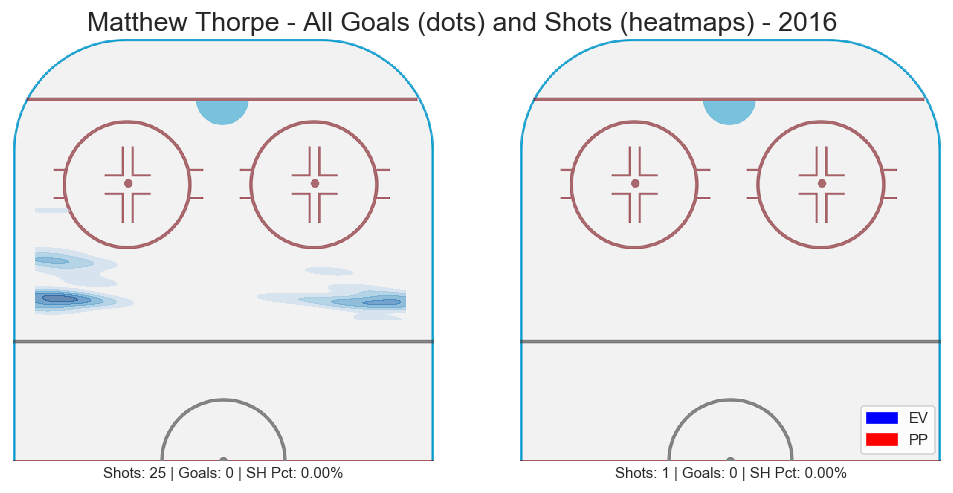 Matthew Thorpe - All Goals (dots) and Shots (heatmaps) - 2016
EV
PP
Shots: 25 | Goals: 0 | SH Pct: 0.00%
Shots: 1 | Goals: 0 | SH Pct: 0.00%